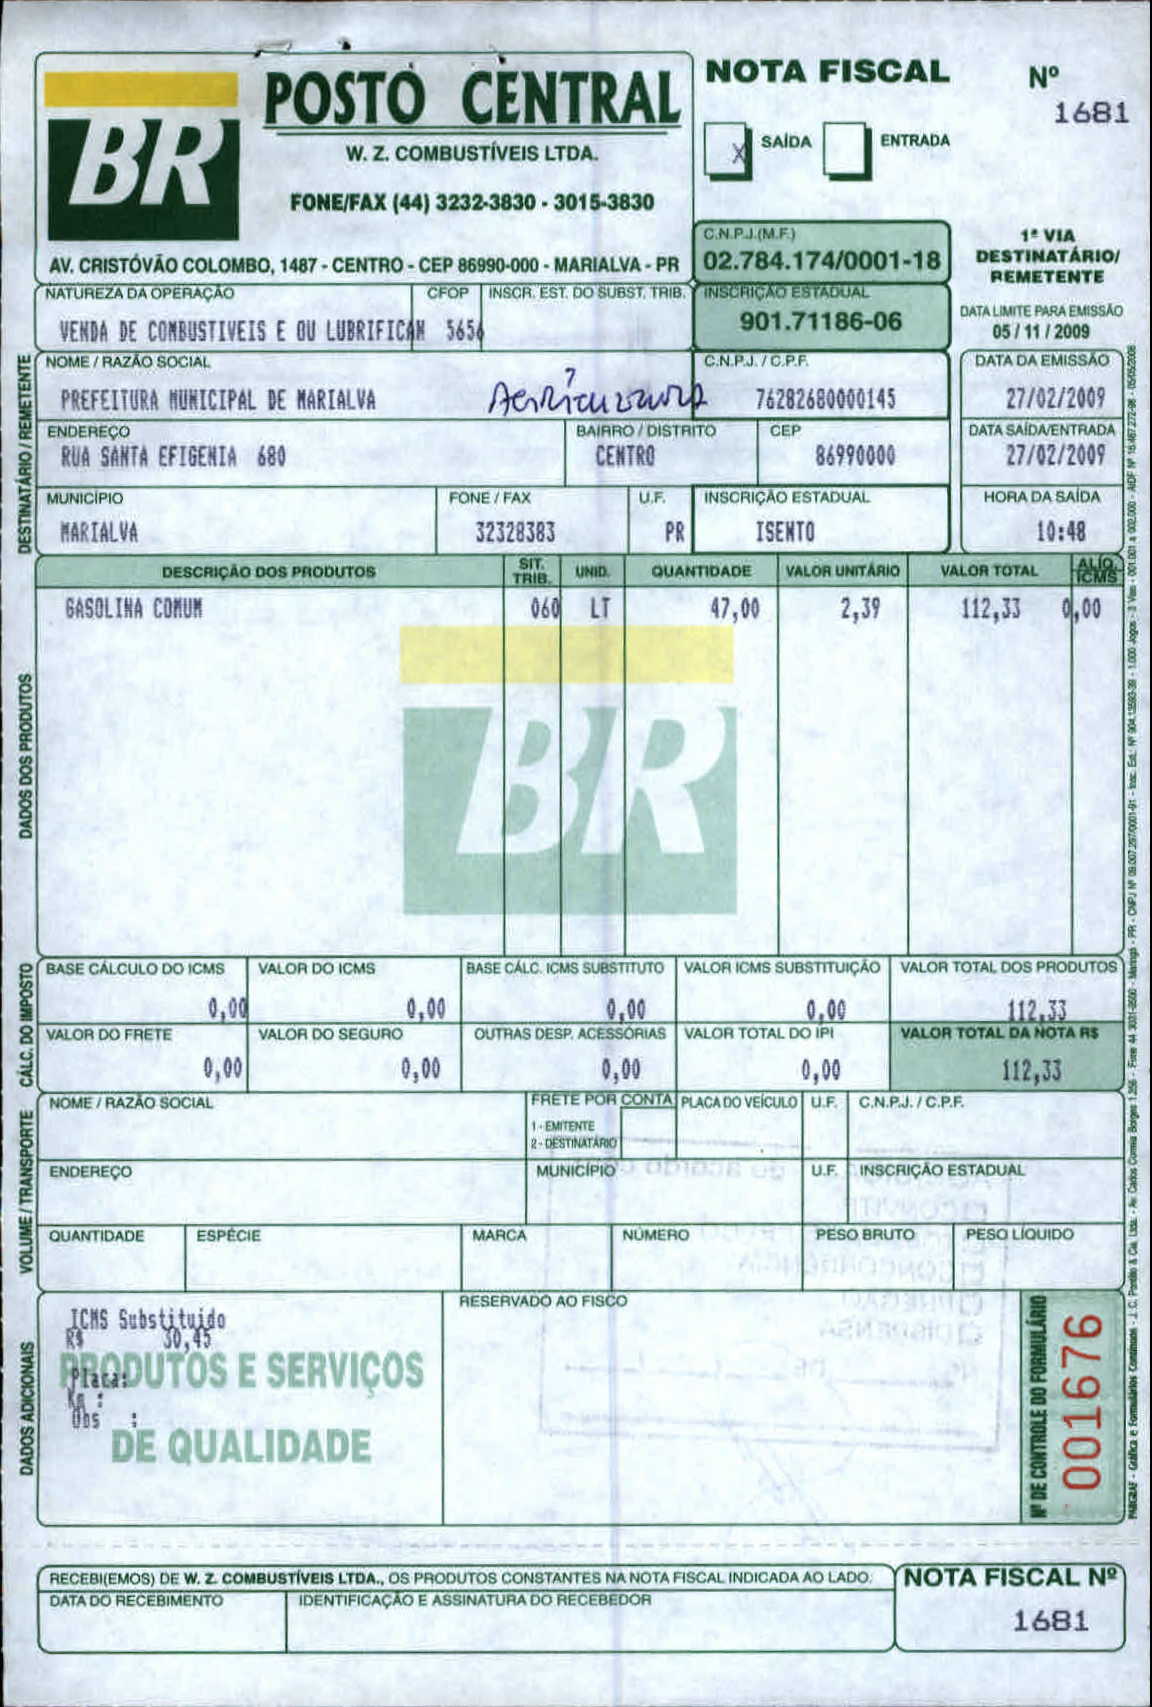 BR
POSTO CENTRAL
W. Z. COMBUSTÍVEIS LTDA.
FONE/FAX (44) 3232-3830 - 3015-3830
AV. CRISTÓVÃO COLOMBO, 1487 - CENTRO - CEP 86990-000 - MARIALVA - PR
NOTA FISCAL Nº
1681
X SAÍDA ENTRADA
C.N.P.J.(M.F.)
02.784.174/0001-18
1ª VIA
DESTINATÁRIO/
REMETENTE
NATUREZA DA OPERAÇÃO CFOP INSCR. EST. DO SUBST. TRIB. INSCRIÇÃO ESTADUAL
VENDA DE COMBUSTIVEIS E OU LUBRIFICAN 5656 901.71186-06
DATA LIMITE PARA EMISSÃO
05 / 11 / 2009
DESTINATÁRIO / REMETENTE
NOME / RAZÃO SOCIAL C.N.P.J. / C.P.F. DATA DA EMISSÃO
PREFEITURA MUNICIPAL DE MARIALVA 76282680000145 27/02/2009
ENDEREÇO BAIRRO / DISTRITO CEP DATA SAÍDA/ENTRADA
RUA SANTA EFIGENIA 680 CENTRO 86990000 27/02/2009
MUNICÍPIO FONE / FAX U.F. INSCRIÇÃO ESTADUAL HORA DA SAÍDA
MARIALVA 32328383 PR ISENTO 10:48
DADOS DOS PRODUTOS
DESCRIÇÃO DOS PRODUTOS SIT. TRIB. UNID. QUANTIDADE VALOR UNITÁRIO VALOR TOTAL ALÍQ. ICMS
GASOLINA COMUM 060 LT 47,00 2,39 112,33 0,00
BR
CÁLC. DO IMPOSTO
BASE CÁLCULO DO ICMS VALOR DO ICMS BASE CÁLC. ICMS SUBSTITUTO VALOR ICMS SUBSTITUIÇÃO VALOR TOTAL DOS PRODUTOS
0,00 0,00 0,00 0,00 112,33
VALOR DO FRETE VALOR DO SEGURO OUTRAS DESP. ACESSÓRIAS VALOR TOTAL DO IPI VALOR TOTAL DA NOTA R$
0,00 0,00 0,00 0,00 112,33
VOLUME / TRANSPORTE
NOME / RAZÃO SOCIAL FRETE POR CONTA PLACA DO VEÍCULO U.F. C.N.P.J. / C.P.F.
1 - EMITENTE
2 - DESTINATÁRIO
ENDEREÇO MUNICÍPIO U.F. INSCRIÇÃO ESTADUAL
QUANTIDADE ESPÉCIE MARCA NÚMERO PESO BRUTO PESO LÍQUIDO
DADOS ADICIONAIS
RESERVADO AO FISCO
ICMS Substituido
R$ 30,45
PRODUTOS E SERVIÇOS
Placa:
Km :
Obs :
DE QUALIDADE
Nº DE CONTROLE DO FORMULÁRIO
001676
RECEBI(EMOS) DE W. Z. COMBUSTÍVEIS LTDA., OS PRODUTOS CONSTANTES NA NOTA FISCAL INDICADA AO LADO.
DATA DO RECEBIMENTO IDENTIFICAÇÃO E ASSINATURA DO RECEBEDOR
NOTA FISCAL Nº
1681